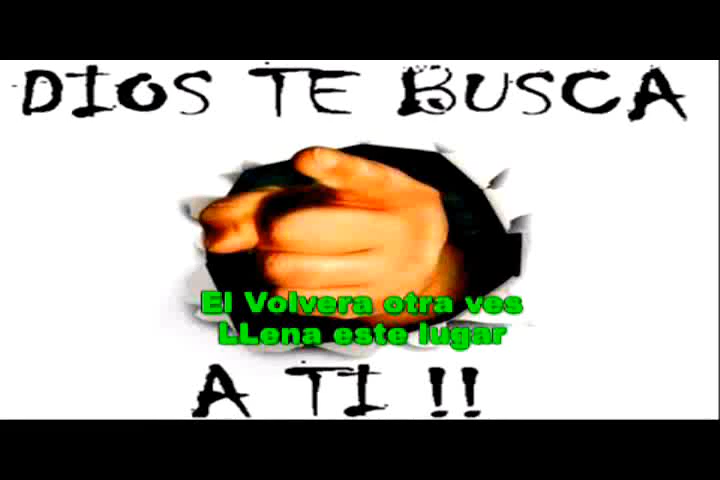 DIOS TE BUSCA
El Volvera otra ves
LLena este lugar
A TI !!